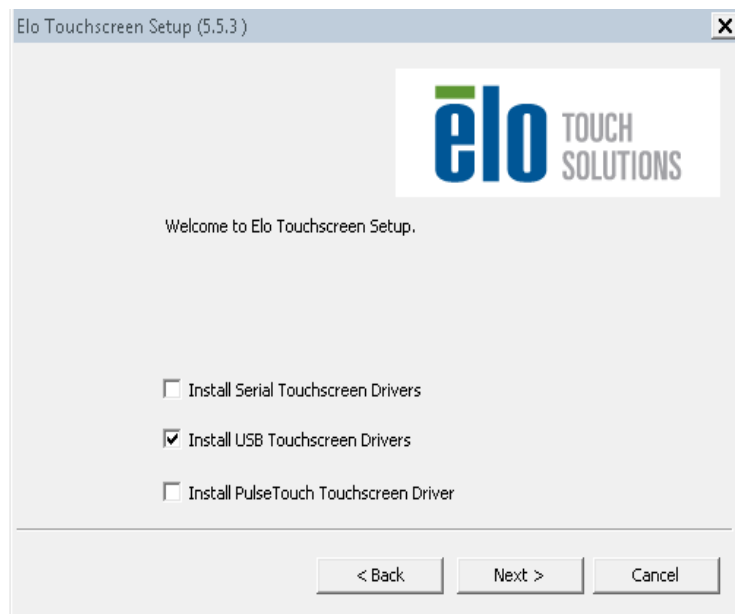 Elo Touchscreen Setup (5.5.3 )
elo TOUCH
SOLUTIONS
Welcome to Elo Touchscreen Setup.
Install Serial Touchscreen Drivers
Install USB Touchscreen Drivers
Install PulseTouch Touchscreen Driver
< Back Next > Cancel